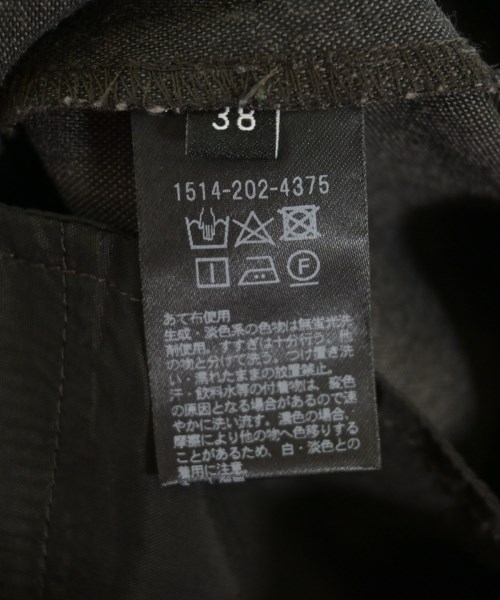 38
1514-202-4375
F
あて布使用
生成・淡色系の色物は無蛍光洗
剤使用。すすぎは十分行う。他
物と分けて洗う。つけ置き洗
い・濡れたままの放置禁止。
汗・飲料水等の付着物は、変色
の原因となる場合があるので速
やかに洗い流す。濃色の場合、
摩擦により他の物へ色移りする
ことがあるため、白・淡色との
着用に注意。